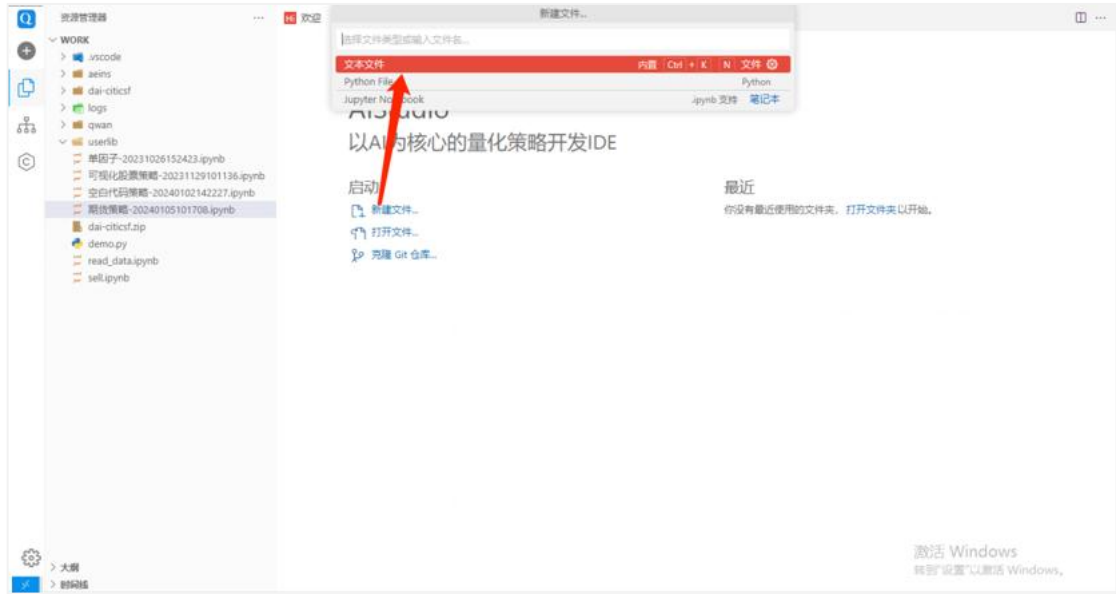 资源管理器 ...
WORK
.vscode
aeins
dai-citicsf
logs
qwan
userlib
单因子-20231026152423.ipynb
可视化股票策略-20231129101136.ipynb
空白代码策略-20240102142227.ipynb
期货策略-20240105101708.ipynb
dai-citicsf.zip
demo.py
read_data.ipynb
sell.ipynb
大纲
时间线
欢迎
新建文件...
选择文件类型或输入文件名...
文本文件 内置 Ctrl + K N 文件
Python File Python
Jupyter Notebook .ipynb 支持 笔记本
AIStudio
以AI为核心的量化策略开发IDE
启动
新建文件...
打开文件...
克隆 Git 仓库...
最近
你没有最近使用的文件夹，打开文件夹以开始。
激活 Windows
转到"设置"以激活 Windows。